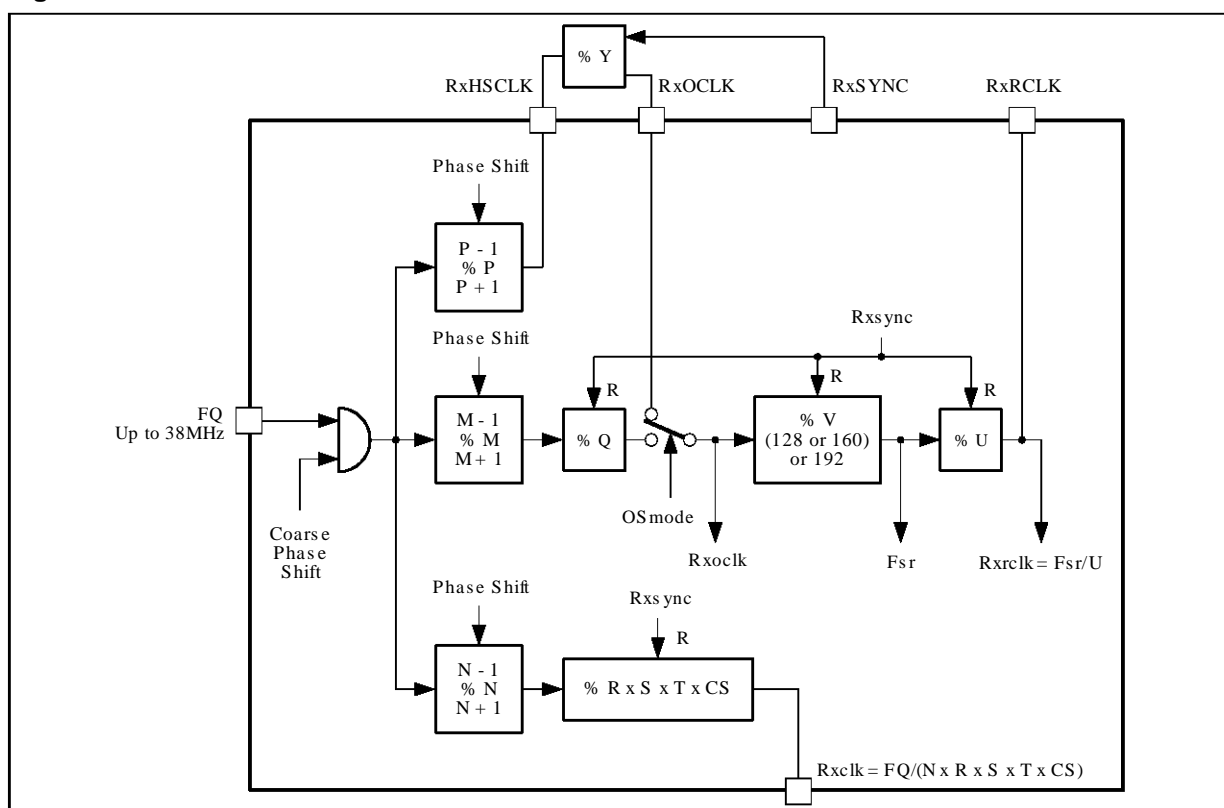 % Y
RxHSCLK
RxOCLK
RxSYNC
RxRCLK
Phase Shift
P - 1
% P
P + 1
Phase Shift
Rxsync
R
R
R
FQ
Up to 38MHz
M - 1
% M
M + 1
% Q
% V
(128 or 160)
or 192
% U
Coarse
Phase
Shift
OSmode
Rxoclk
Fsr
Rxrclk = Fsr/U
Phase Shift
Rxsync
R
N - 1
% N
N + 1
% R x S x T x CS
Rxclk = FQ/(N x R x S x T x CS)